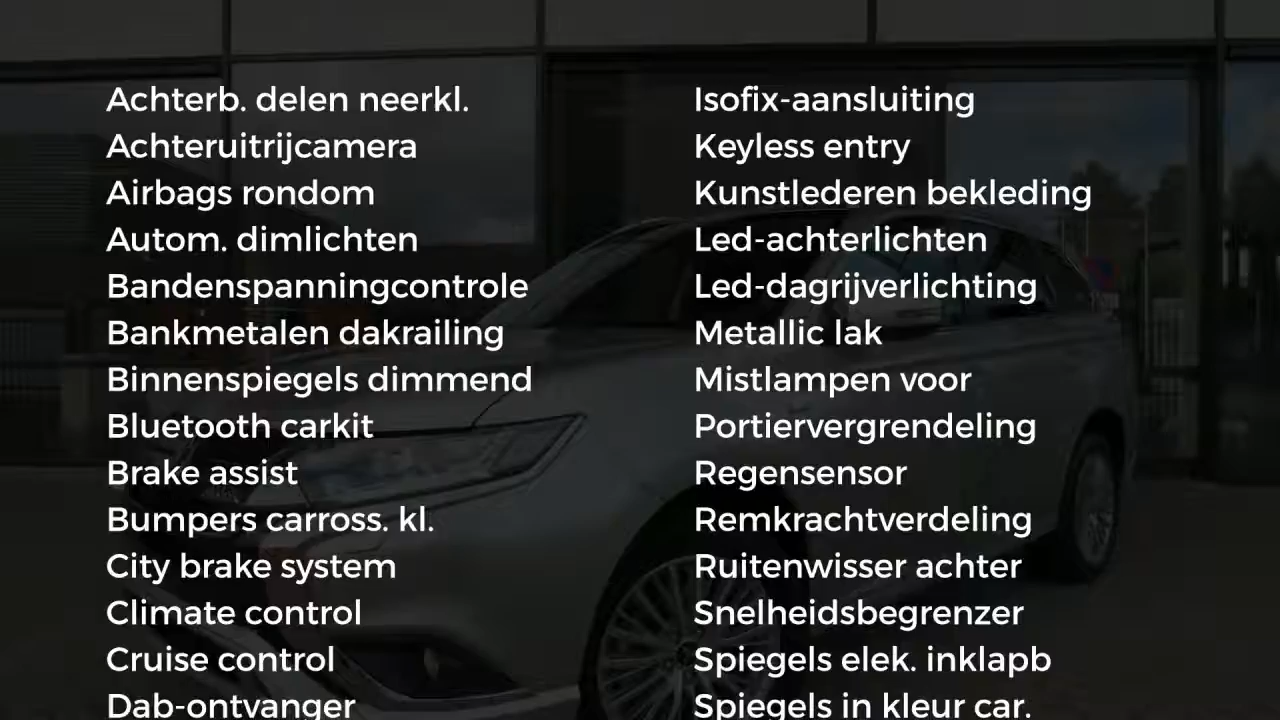 Achterb. delen neerkl.
Achteruitrijcamera
Airbags rondom
Autom. dimlichten
Bandenspanningcontrole
Bankmetalen dakrailing
Binnenspiegels dimmend
Bluetooth carkit
Brake assist
Bumpers carross. kl.
City brake system
Climate control
Cruise control
Dab-ontvanger
Isofix-aansluiting
Keyless entry
Kunstlederen bekleding
Led-achterlichten
Led-dagrijverlichting
Metallic lak
Mistlampen voor
Portiervergrendeling
Regensensor
Remkrachtverdeling
Ruitenwisser achter
Snelheidsbegrenzer
Spiegels elek. inklapb
Spiegels in kleur car.